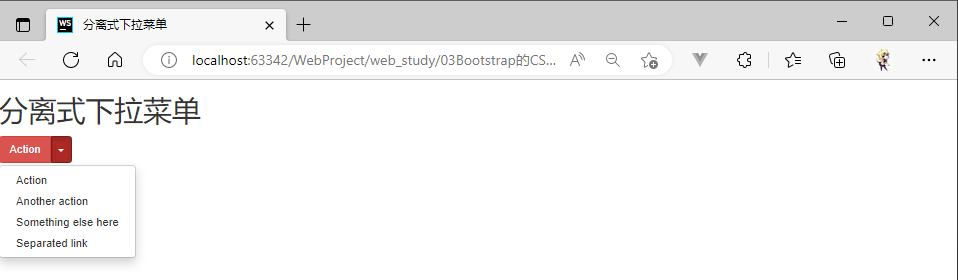 WS 分离式下拉菜单
localhost:63342/WebProject/web_study/03Bootstrap的CS...
分离式下拉菜单
Action
Action
Another action
Something else here
Separated link